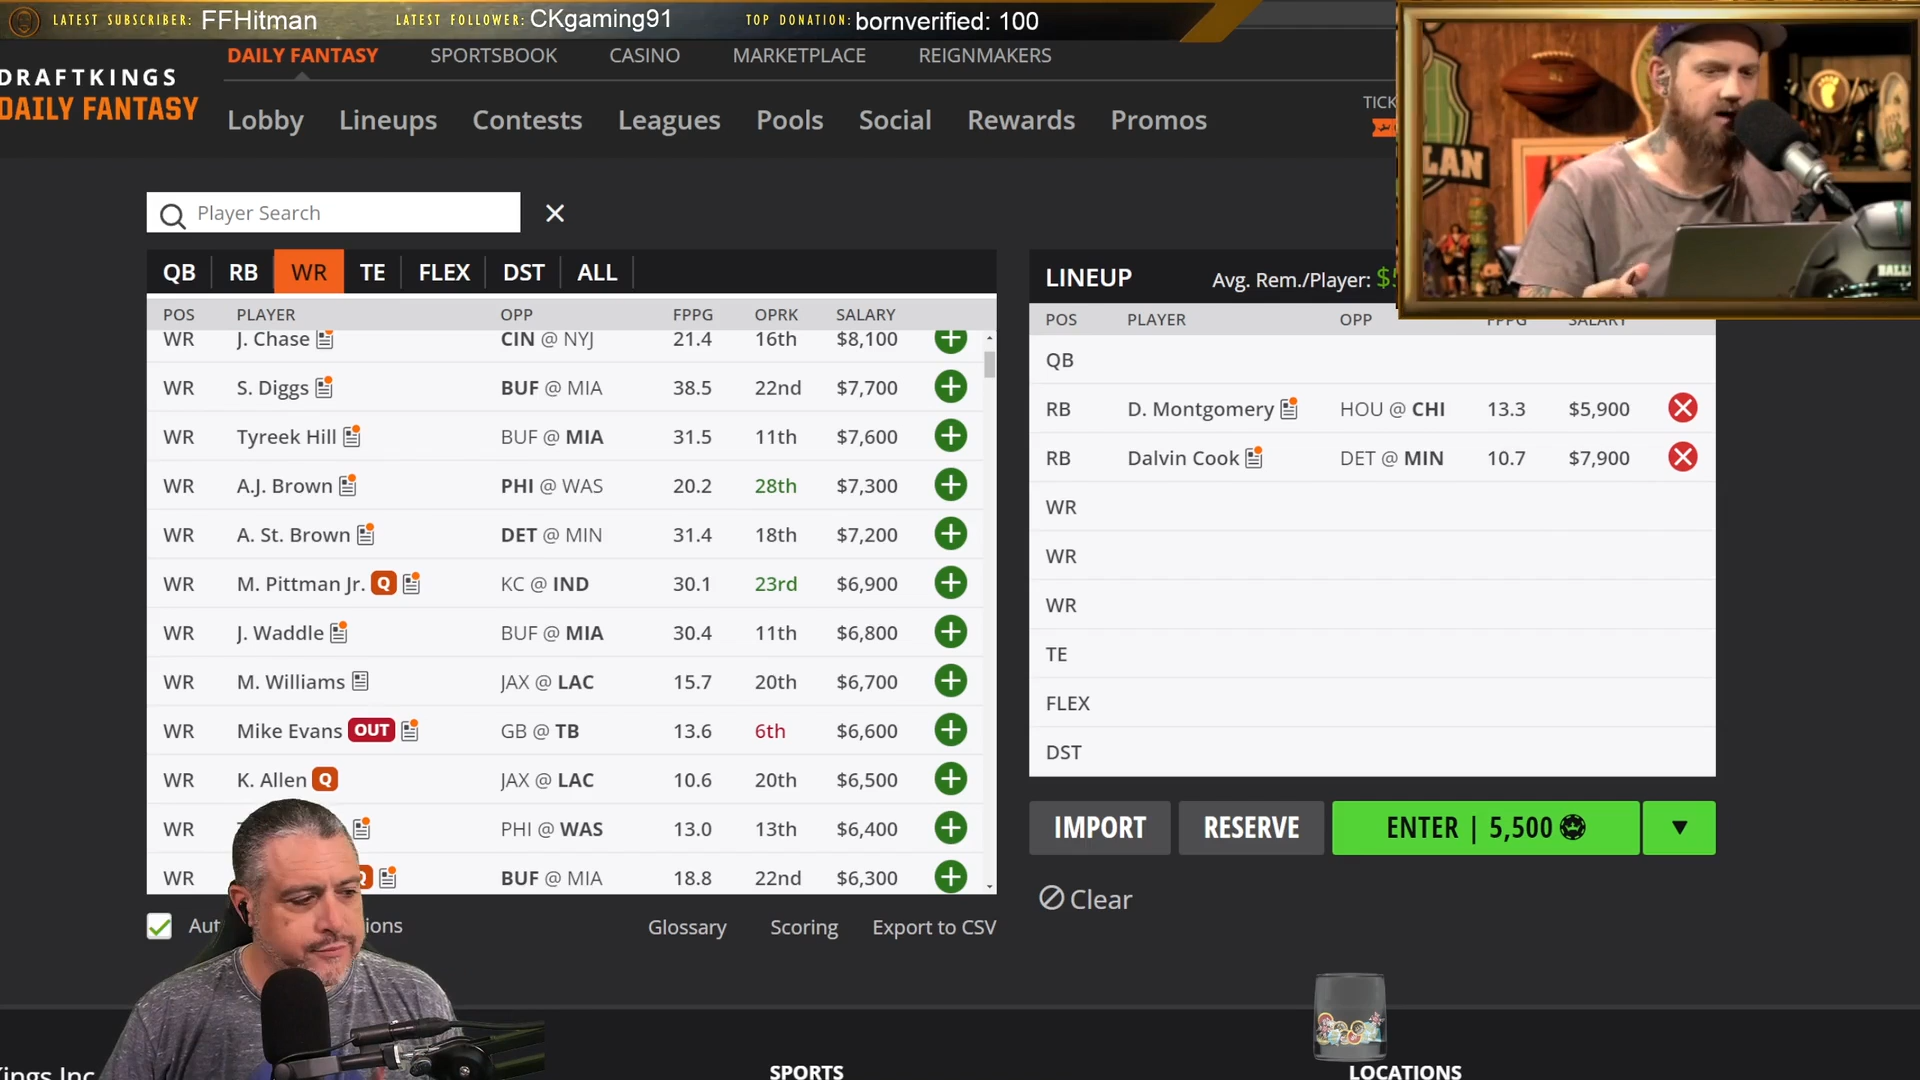 LATEST SUBSCRIBER: FFHitman LATEST FOLLOWER: CKgaming91 TOP DONATION: bornverified: 100
DAILY FANTASY SPORTSBOOK CASINO MARKETPLACE REIGNMAKERS
DRAFTKINGS
DAILY FANTASY
Lobby Lineups Contests Leagues Pools Social Rewards Promos
TICK
LAN
BALL
Player Search
QB RB WR TE FLEX DST ALL
POS PLAYER OPP FPPG OPRK SALARY
WR J. Chase CIN @ NYJ 21.4 16th $8,100
WR S. Diggs BUF @ MIA 38.5 22nd $7,700
WR Tyreek Hill BUF @ MIA 31.5 11th $7,600
WR A.J. Brown PHI @ WAS 20.2 28th $7,300
WR A. St. Brown DET @ MIN 31.4 18th $7,200
WR M. Pittman Jr. Q KC @ IND 30.1 23rd $6,900
WR J. Waddle BUF @ MIA 30.4 11th $6,800
WR M. Williams JAX @ LAC 15.7 20th $6,700
WR Mike Evans OUT GB @ TB 13.6 6th $6,600
WR K. Allen Q JAX @ LAC 10.6 20th $6,500
WR PHI @ WAS 13.0 13th $6,400
WR Q BUF @ MIA 18.8 22nd $6,300
Aut ions Glossary Scoring Export to CSV
LINEUP Avg. Rem./Player:
POS PLAYER OPP FPPG SALARY
QB
RB D. Montgomery HOU @ CHI 13.3 $5,900
RB Dalvin Cook DET @ MIN 10.7 $7,900
WR
WR
WR
TE
FLEX
DST
IMPORT RESERVE ENTER | 5,500
Clear
Kings Inc SPORTS LOCATIONS